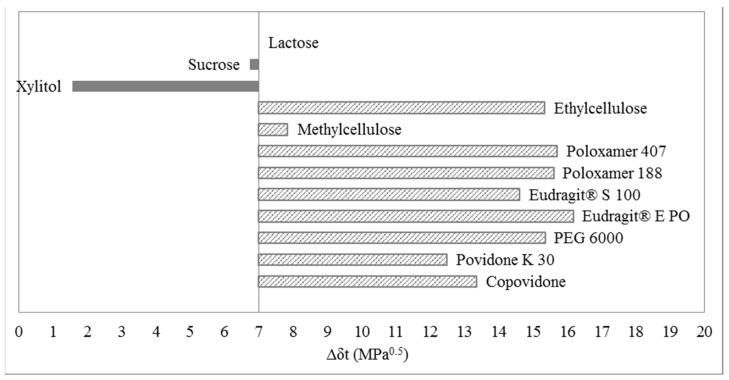 Lactose
Sucrose
Xylitol
Ethylcellulose
Methylcellulose
Poloxamer 407
Poloxamer 188
Eudragit® S 100
Eudragit® E PO
PEG 6000
Povidone K 30
Copovidone
0 1 2 3 4 5 6 7 8 9 10 11 12 13 14 15 16 17 18 19 20
Δδt (MPa⁰·⁵)